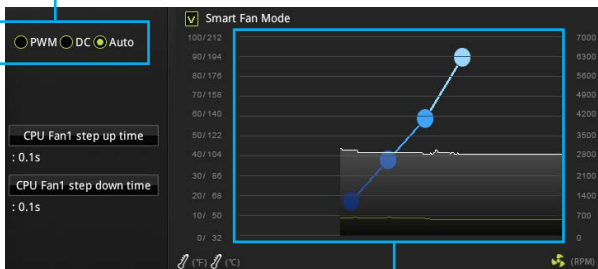 Smart Fan Mode
PWM DC Auto
CPU Fan1 step up time
: 0.1s
CPU Fan1 step down time
: 0.1s
100/212 7000
90/194 6300
80/176 5600
70/158 4900
60/140 4200
50/122 3500
40/104 2800
30/ 86 2100
20/ 68 1400
10/ 50 700
0/ 32 0
(°F) (°C) (RPM)